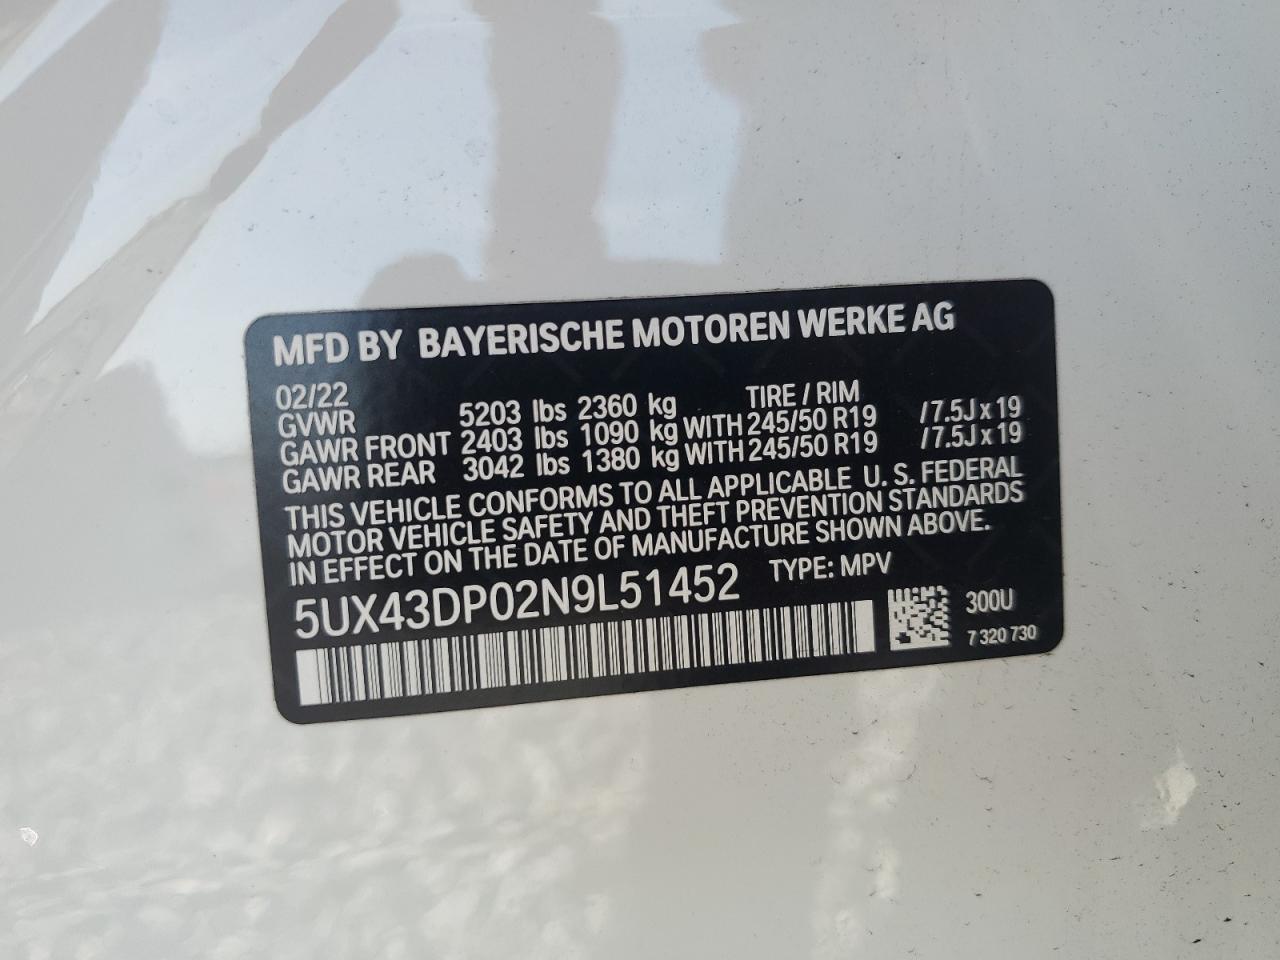 MFD BY BAYERISCHE MOTOREN WERKE AG
02/22 TIRE / RIM
GVWR 5203 lbs 2360 kg
GAWR FRONT 2403 lbs 1090 kg WITH 245/50 R19 /7.5J x 19
GAWR REAR 3042 lbs 1380 kg WITH 245/50 R19 /7.5J x 19
THIS VEHICLE CONFORMS TO ALL APPLICABLE U. S. FEDERAL
MOTOR VEHICLE SAFETY AND THEFT PREVENTION STANDARDS
IN EFFECT ON THE DATE OF MANUFACTURE SHOWN ABOVE.
5UX43DP02N9L51452 TYPE: MPV
300U
7 320 730